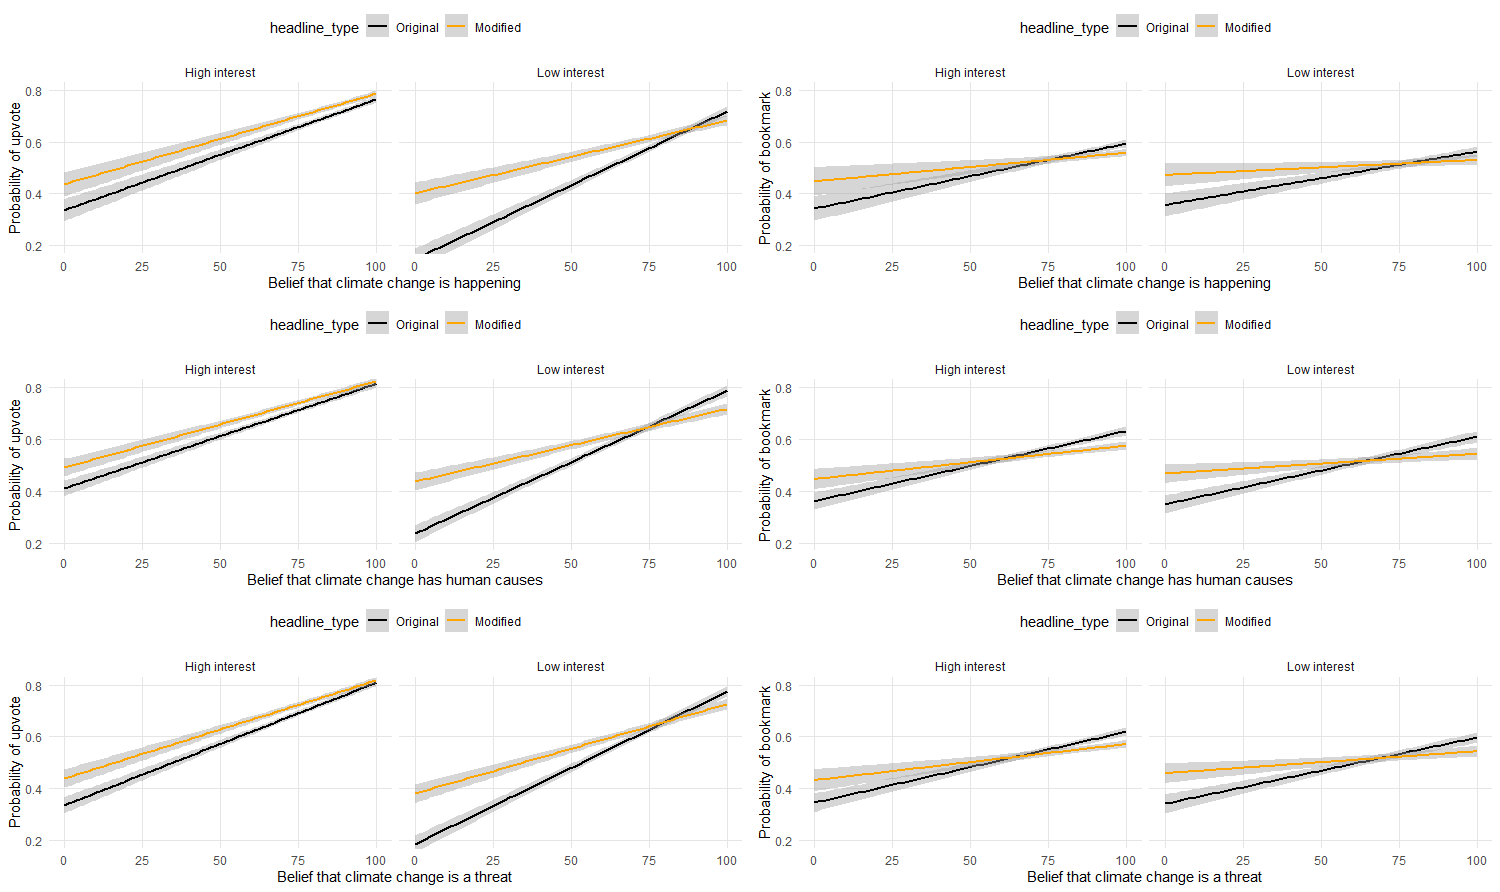 headline_type Original Modified
High interest Low interest
Probability of upvote
0.8
0.6
0.4
0.2
0 25 50 75 100 0 25 50 75 100
Belief that climate change is happening
headline_type Original Modified
High interest Low interest
Probability of bookmark
0.8
0.6
0.4
0.2
0 25 50 75 100 0 25 50 75 100
Belief that climate change is happening
headline_type Original Modified
High interest Low interest
Probability of upvote
0.8
0.6
0.4
0.2
0 25 50 75 100 0 25 50 75 100
Belief that climate change has human causes
headline_type Original Modified
High interest Low interest
Probability of bookmark
0.8
0.6
0.4
0.2
0 25 50 75 100 0 25 50 75 100
Belief that climate change has human causes
headline_type Original Modified
High interest Low interest
Probability of upvote
0.8
0.6
0.4
0.2
0 25 50 75 100 0 25 50 75 100
Belief that climate change is a threat
headline_type Original Modified
High interest Low interest
Probability of bookmark
0.8
0.6
0.4
0.2
0 25 50 75 100 0 25 50 75 100
Belief that climate change is a threat